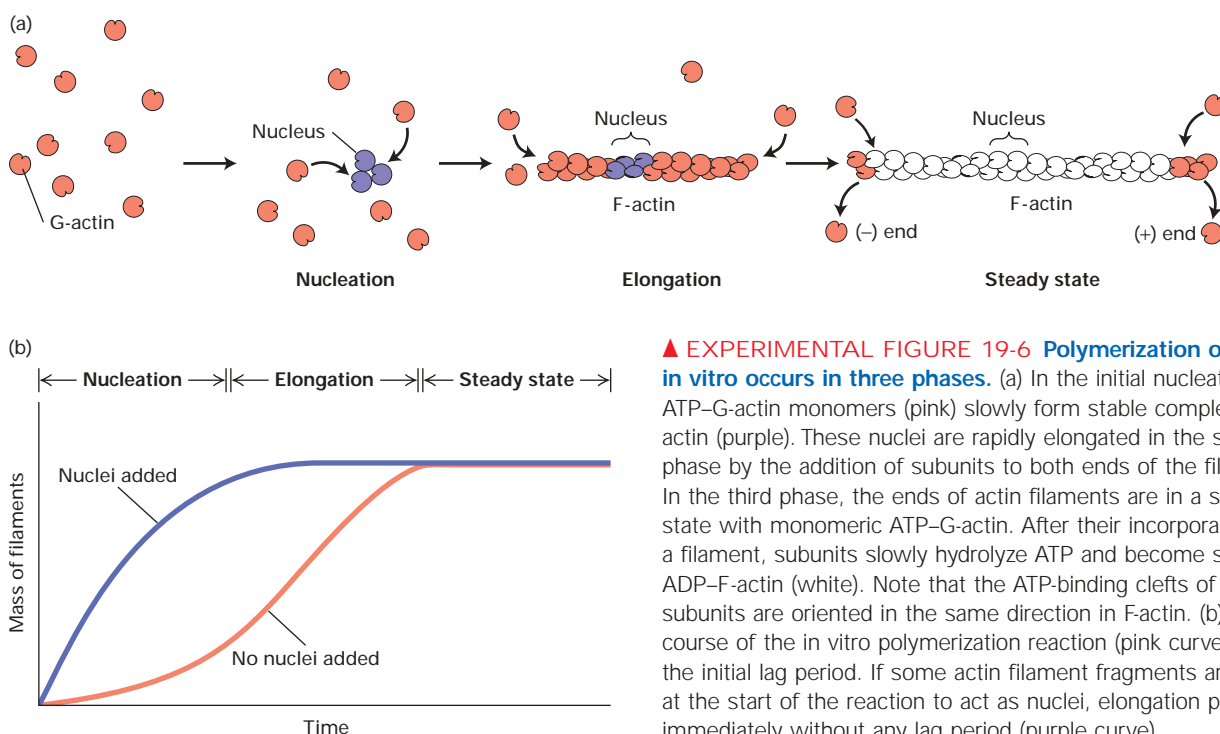 (a)
Nucleus
Nucleus
Nucleus
G-actin
F-actin
F-actin
(–) end
(+) end
Nucleation
Elongation
Steady state
(b)
Nucleation
Elongation
Steady state
Nuclei added
No nuclei added
Mass of filaments
Time
▲ EXPERIMENTAL FIGURE 19-6 Polymerization
in vitro occurs in three phases. (a) In the initial
ATP–G-actin monomers (pink) slowly form stable
actin (purple). These nuclei are rapidly elongated in the
phase by the addition of subunits to both ends of the
In the third phase, the ends of actin filaments are in a
state with monomeric ATP–G-actin. After their
a filament, subunits slowly hydrolyze ATP and become
ADP–F-actin (white). Note that the ATP-binding clefts of
subunits are oriented in the same direction in F-actin. (b)
course of the in vitro polymerization reaction (pink
the initial lag period. If some actin filament fragments
at the start of the reaction to act as nuclei, elongation
immediately without any lag period (purple curve).